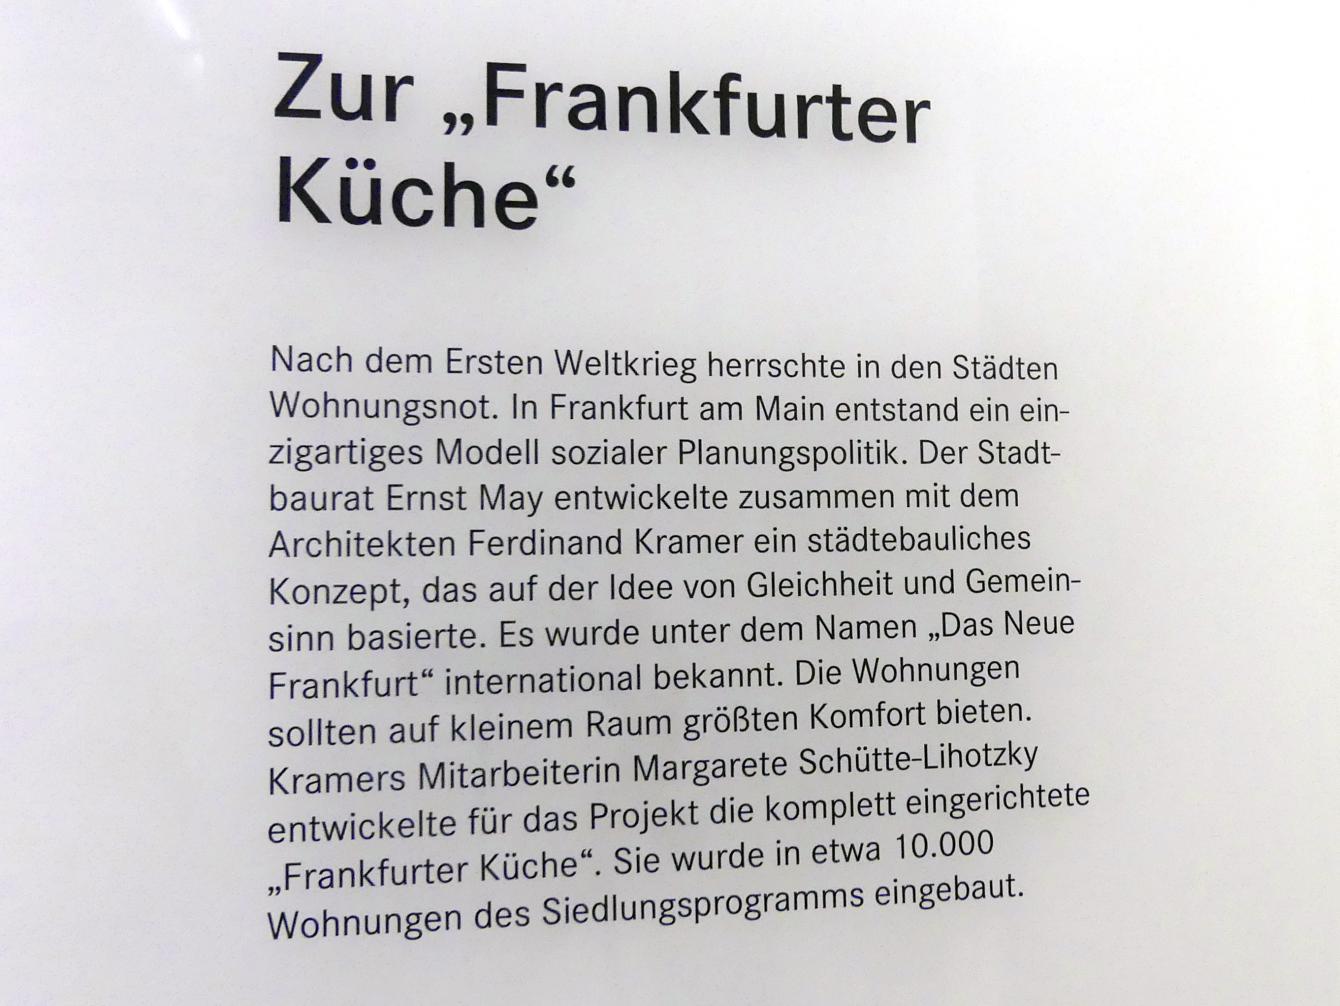 Zur „Frankfurter
Küche“
Nach dem Ersten Weltkrieg herrschte in den Städten
Wohnungsnot. In Frankfurt am Main entstand ein ein-
zigartiges Modell sozialer Planungspolitik. Der Stadt-
baurat Ernst May entwickelte zusammen mit dem
Architekten Ferdinand Kramer ein städtebauliches
Konzept, das auf der Idee von Gleichheit und Gemein-
sinn basierte. Es wurde unter dem Namen „Das Neue
Frankfurt“ international bekannt. Die Wohnungen
sollten auf kleinem Raum größten Komfort bieten.
Kramers Mitarbeiterin Margarete Schütte-Lihotzky
entwickelte für das Projekt die komplett eingerichtete
„Frankfurter Küche“. Sie wurde in etwa 10.000
Wohnungen des Siedlungsprogramms eingebaut.